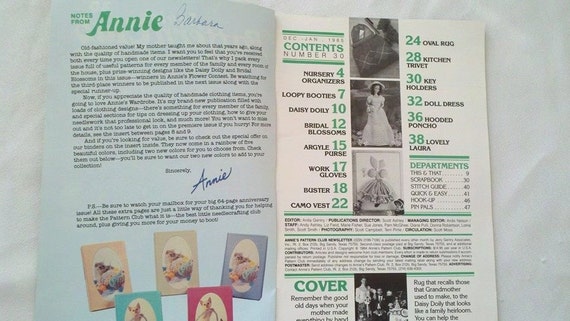 NOTES
FROM Annie Barbara
Old-fashioned value! My mother taught me about that years ago, along
with the quality of handmade items. I want you to feel that you've received
both every time you open one of our newsletters! That's why I pack every
issue full of useful patterns for every member of the family and every room of
the house, plus prize-winning designs like the Daisy Doily and Bridal
Blossoms in this issue—winners in Annie's Flower Contest. Be watching for
the third-place winners to be published in the next issue along with the
special runner-up.
Now, if you appreciate the quality of handmade clothing items, you're
going to love Annie's Wardrobe. It's my brand-new publication filled with
loads of clothing designs—there's something for every member of the family,
and special sections for tips on dressing up your clothing, how to give your
needlework that professional look, and much more! You won't want to miss
out and it's not too late to get in on the premiere issue if you hurry! For more
details, see the insert between pages 8 and 9.
And if you're looking for value, be sure to check out the special offer on
our binders on the insert inside. They now come in a rainbow of five
beautiful colors, including two new colors for you to choose from. Check
them out below—you'll be sure to want our two new colors to add to your
collection!
Sincerely,
Annie
P.S.—Be sure to watch your mailbox for your big 64-page anniversary
issue! All these extra pages are just a little way of thanking you for helping
to make the Pattern Club what it is— the best little needlecrafting club
around, plus giving you more for your money to boot!
DEC - JAN., 1985
CONTENTS
NUMBER 30
NURSERY 4
ORGANIZERS
LOOPY BOOTIES 7
DAISY DOILY 10
BRIDAL 12
BLOSSOMS
ARGYLE 15
PURSE
WORK 17
GLOVES
BUSTER 18
CAMO VEST 22
24 OVAL RUG
28 KITCHEN
TRIVET
30 KEY
HOLDERS
32 DOLL DRESS
36 HOODED
PONCHO
38 LOVELY
LAURA
DEPARTMENTS
THIS & THAT 9
SCRAPBOOK 30
STITCH GUIDE 40
QUICK & EASY 41
HOOK-UP 46
PIN PALS 47
COVER
Remember the
good old days
when your
mother made
everything by hand
Rug that recalls those
that Grandmother
used to make, to the
Daisy Doily that looks
like a family heirloom.
You can help the